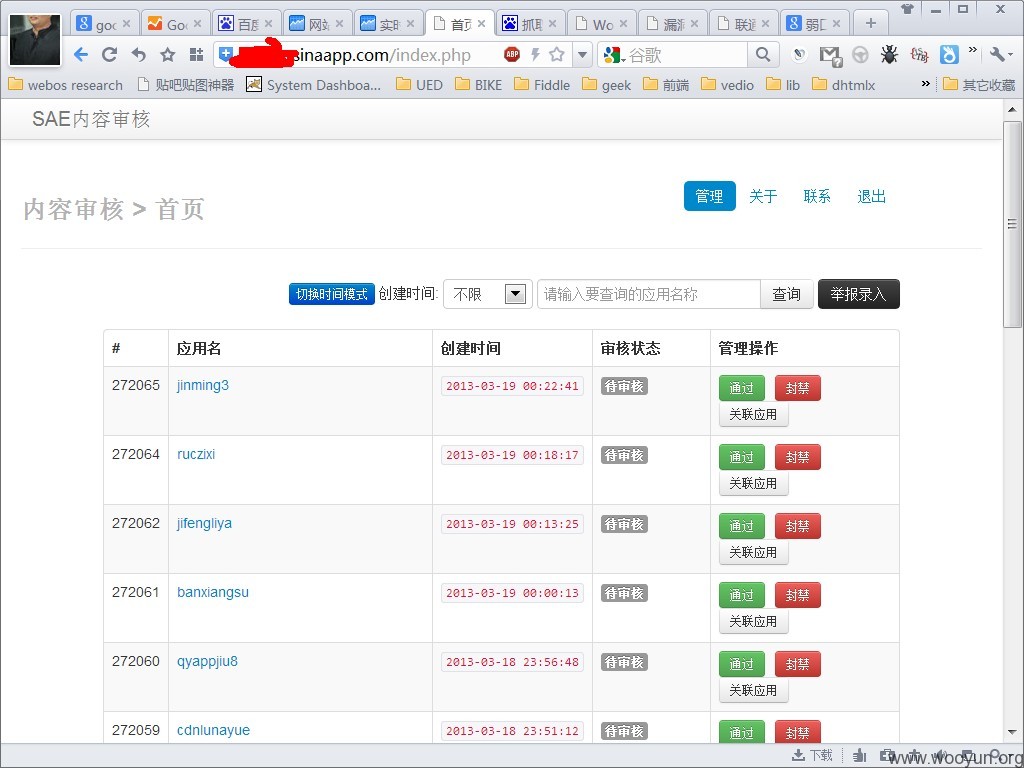 goo Goo 百度 网站 实时 首页 抓取 Wo 漏洞 联通 弱口
sinaapp.com/index.php ABP 谷歌
webos research 贴吧贴图神器 System Dashboa... UED BIKE Fiddle geek 前端 vedio lib dhtmlx » 其它收藏
SAE内容审核
内容审核 > 首页
管理 关于 联系 退出
切换时间模式 创建时间: 不限 请输入要查询的应用名称 查询 举报录入
# 应用名 创建时间 审核状态 管理操作
272065 jinming3 2013-03-19 00:22:41 待审核 通过 封禁
关联应用
272064 ruczixi 2013-03-19 00:18:17 待审核 通过 封禁
关联应用
272062 jifengliya 2013-03-19 00:13:25 待审核 通过 封禁
关联应用
272061 banxiangsu 2013-03-19 00:00:13 待审核 通过 封禁
关联应用
272060 qyappjiu8 2013-03-18 23:56:48 待审核 通过 封禁
关联应用
272059 cdnlunayue 2013-03-18 23:51:12 待审核 通过 封禁
下载
www.wooyun.org